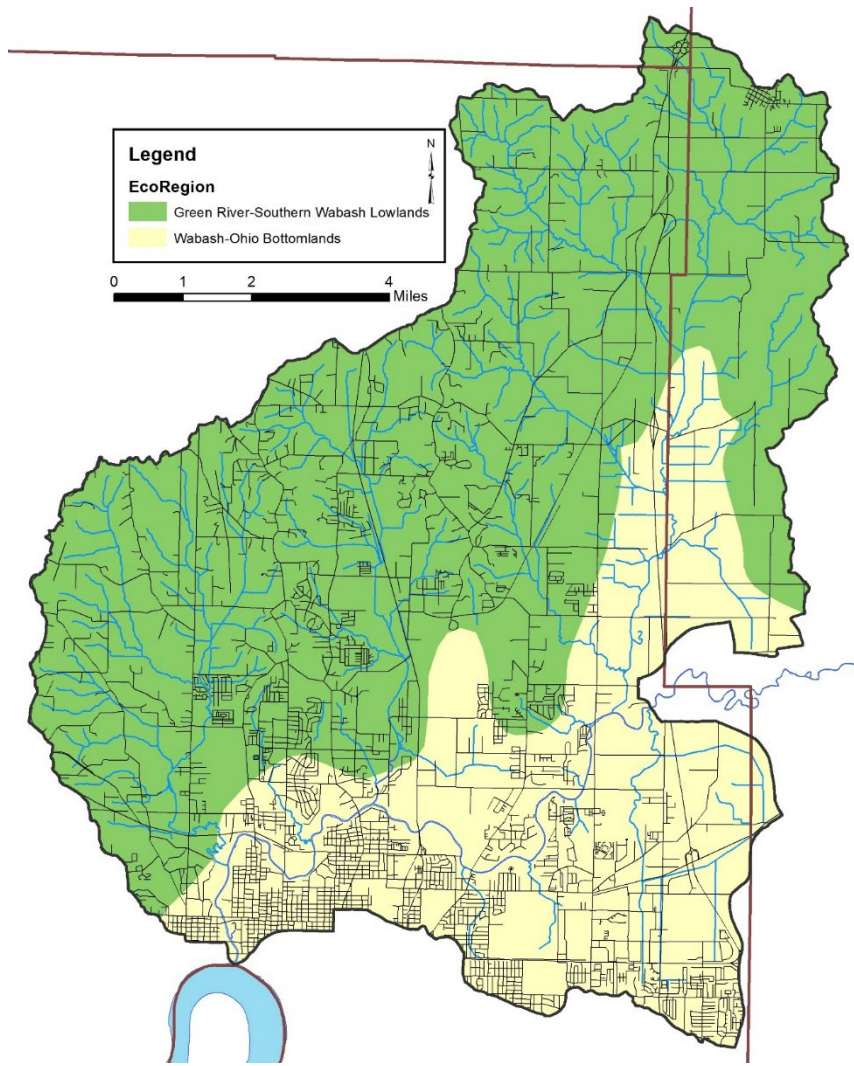 Legend
N
EcoRegion
Green River-Southern Wabash Lowlands
Wabash-Ohio Bottomlands
0 1 2 4
Miles